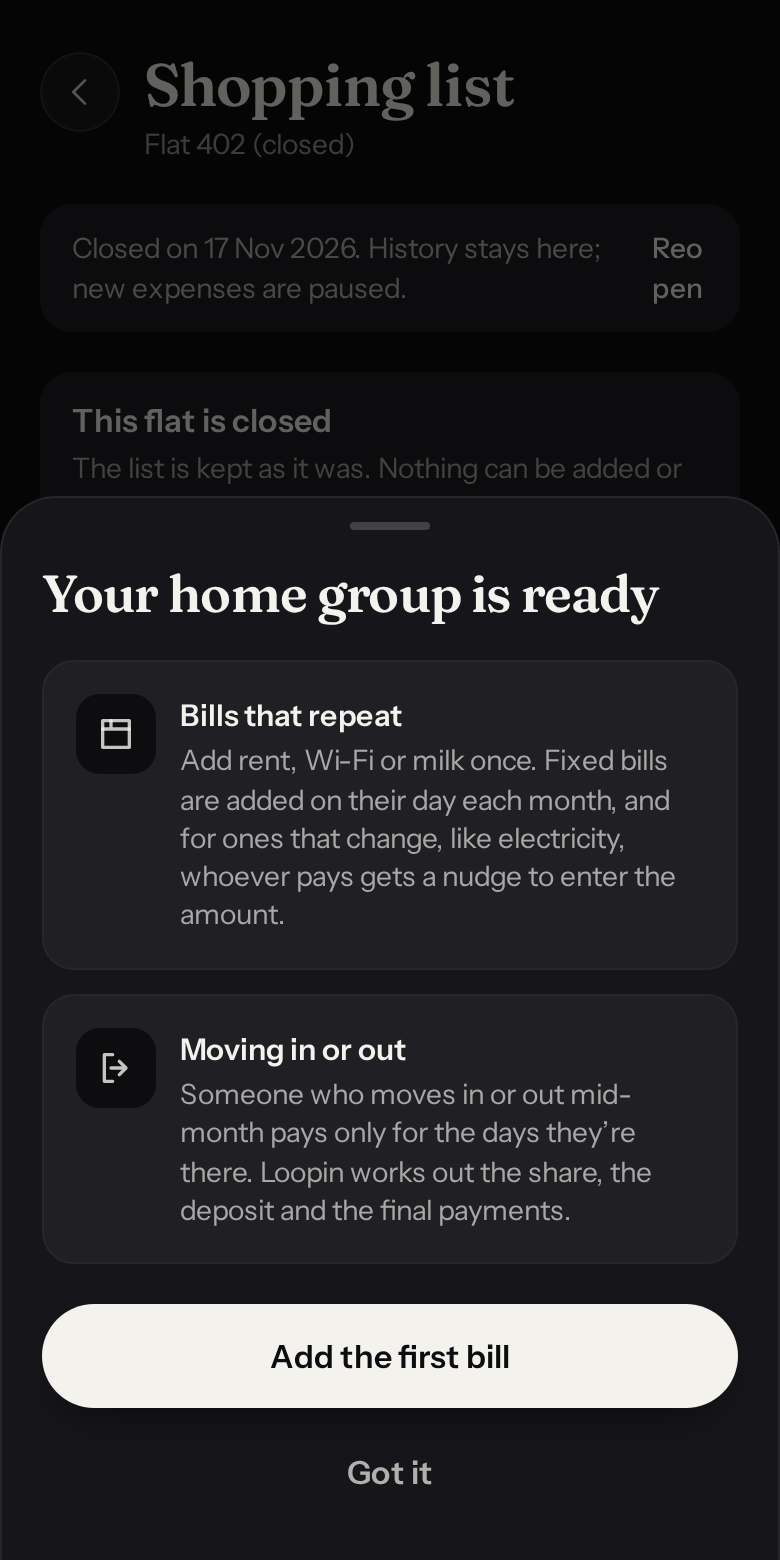 Shopping list
Flat 402 (closed)
Closed on 17 Nov 2026. History stays here;
new expenses are paused.
Reo
pen
This flat is closed
The list is kept as it was. Nothing can be added or
Your home group is ready
Bills that repeat
Add rent, Wi-Fi or milk once. Fixed bills
are added on their day each month, and
for ones that change, like electricity,
whoever pays gets a nudge to enter the
amount.
Moving in or out
Someone who moves in or out mid-
month pays only for the days they’re
there. Loopin works out the share, the
deposit and the final payments.
Add the first bill
Got it